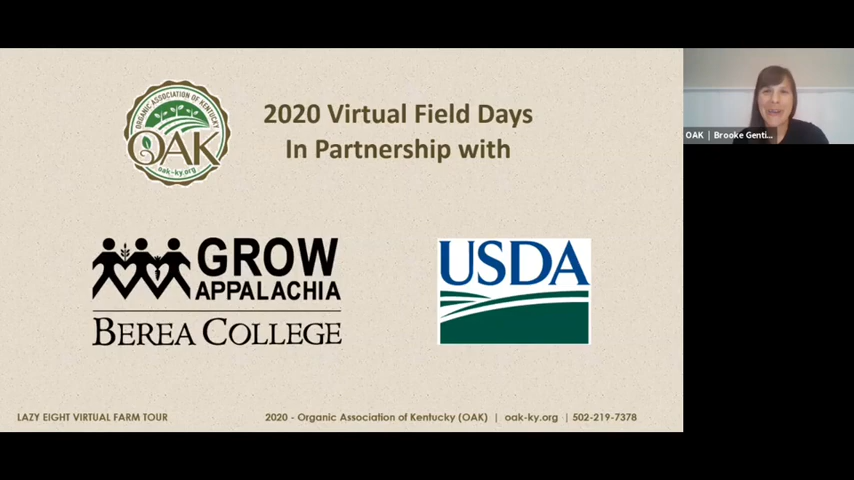 ORGANIC ASSOCIATION OF KENTUCKY
OAK
oak-ky.org
2020 Virtual Field Days
In Partnership with
GROW
APPALACHIA
BEREA COLLEGE
USDA
OAK | Brooke Genti...
LAZY EIGHT VIRTUAL FARM TOUR
2020 - Organic Association of Kentucky (OAK) | oak-ky.org | 502-219-7378